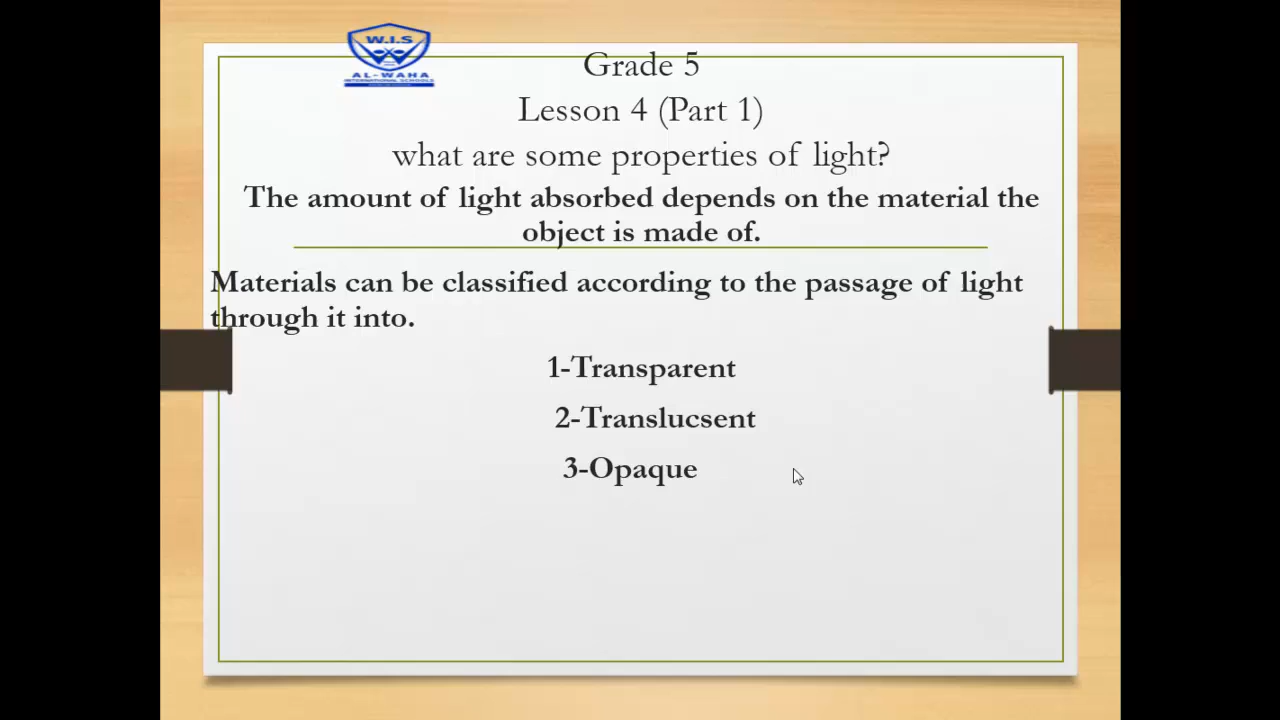 W.I.S
AL-WAHA
INTERNATIONAL SCHOOLS
Grade 5
Lesson 4 (Part 1)
what are some properties of light?
The amount of light absorbed depends on the material the
object is made of.
Materials can be classified according to the passage of light
through it into.
1-Transparent
2-Translucsent
3-Opaque